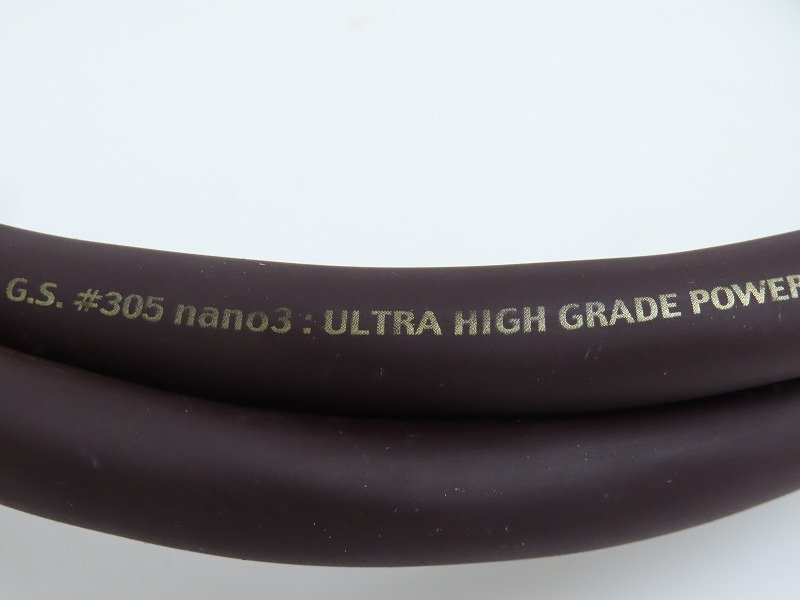 G.S. #305 nano3 : ULTRA HIGH GRADE POWER